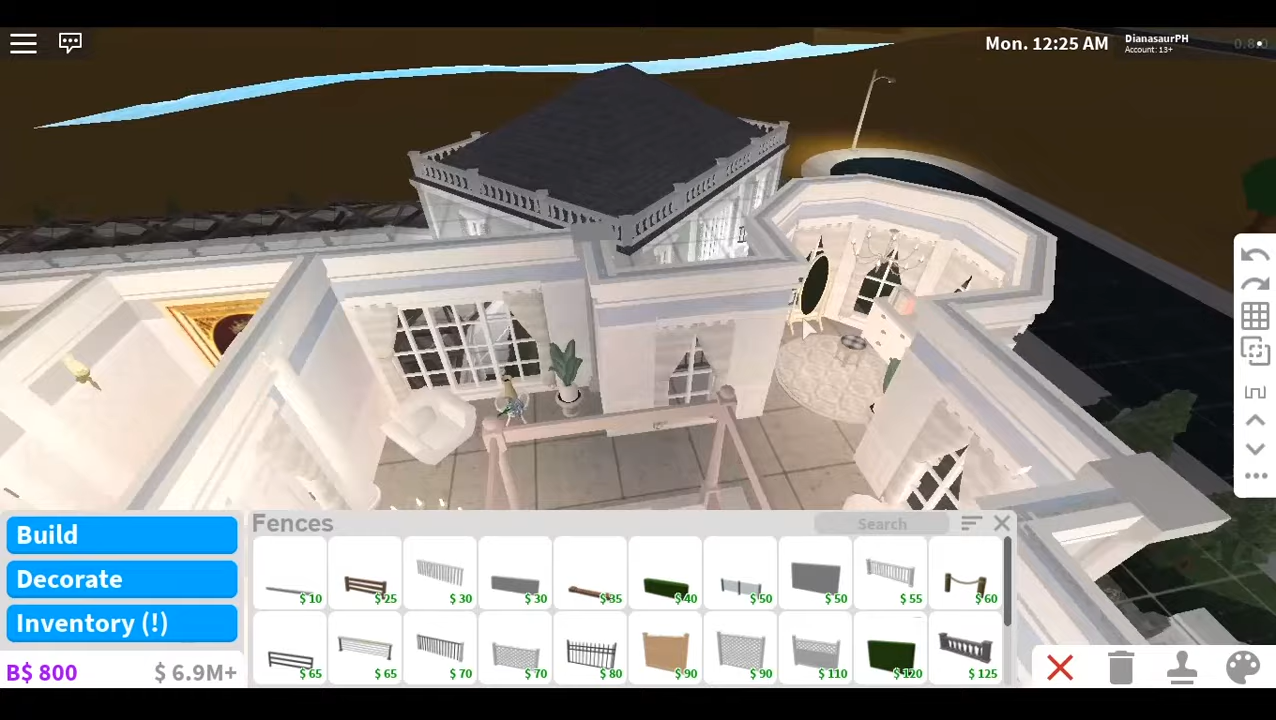 Mon. 12:25 AM
DianasaurPH
Account: 13+
Fences
Search
Build
Decorate
Inventory (!)
B$ 800
$ 6.9M+
$ 10
$ 25
$ 30
$ 30
$ 35
$ 40
$ 50
$ 50
$ 55
$ 60
$ 65
$ 65
$ 70
$ 70
$ 80
$ 90
$ 90
$ 110
$ 120
$ 125